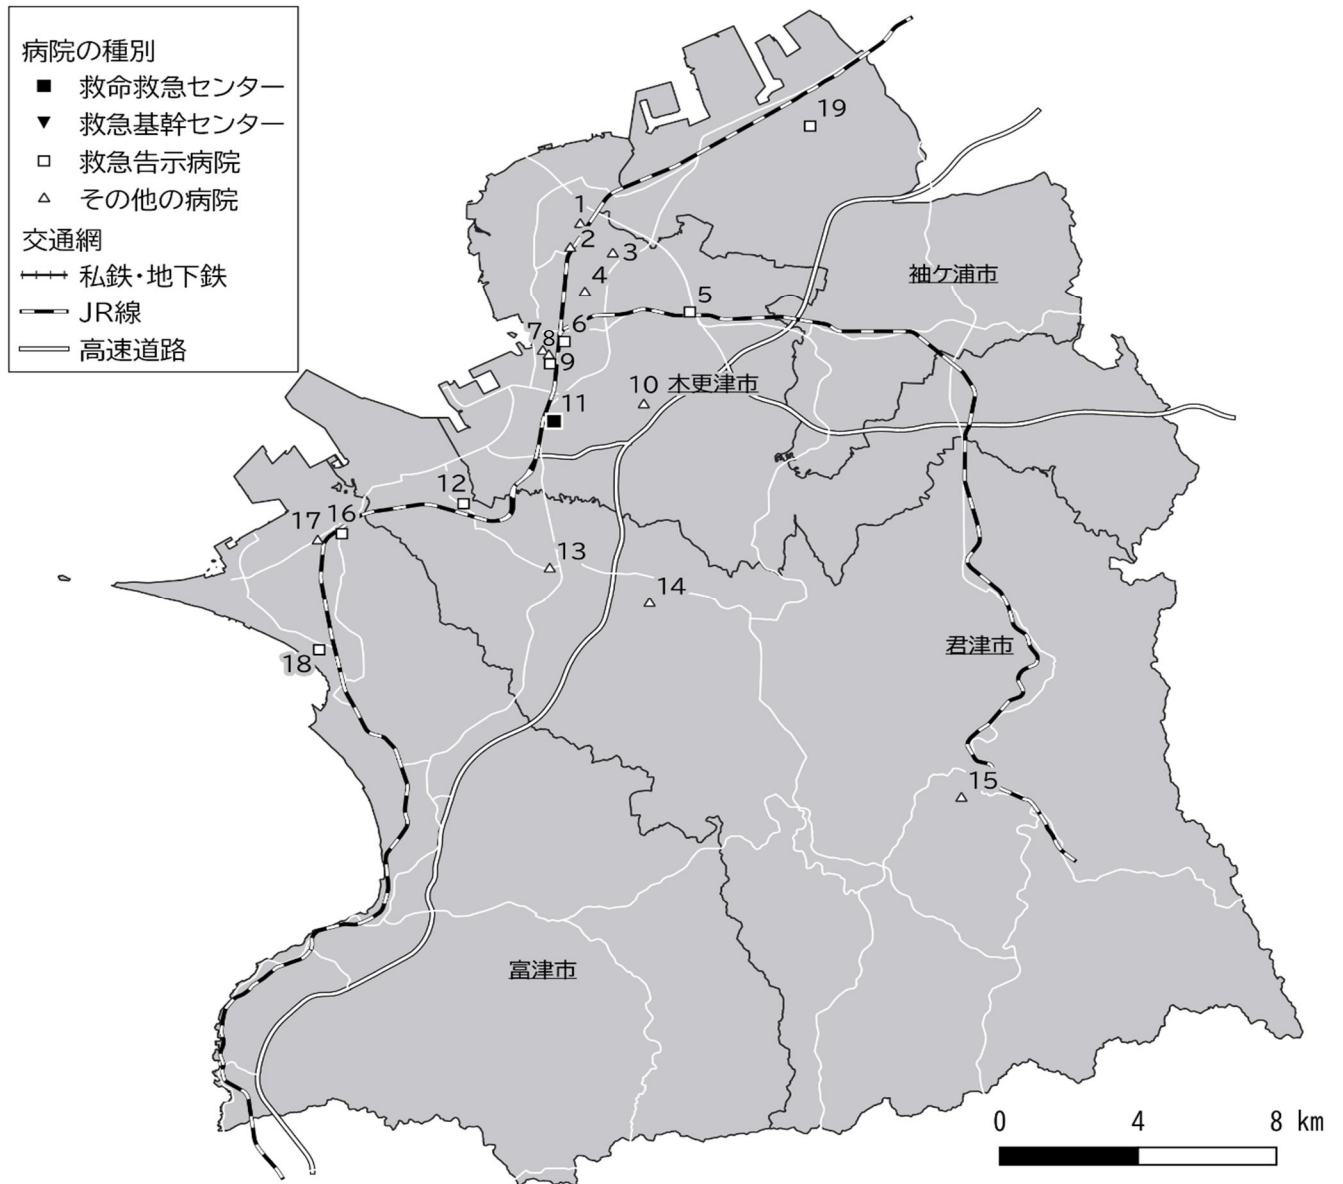 病院の種別
救命救急センター
救急基幹センター
救急告示病院
その他の病院
交通網
私鉄・地下鉄
JR線
高速道路
19
1
2
3
袖ケ浦市
4
5
6
7
8
9
木更津市
10
11
12
16
17
13
14
君津市
18
15
富津市
0 4 8 km